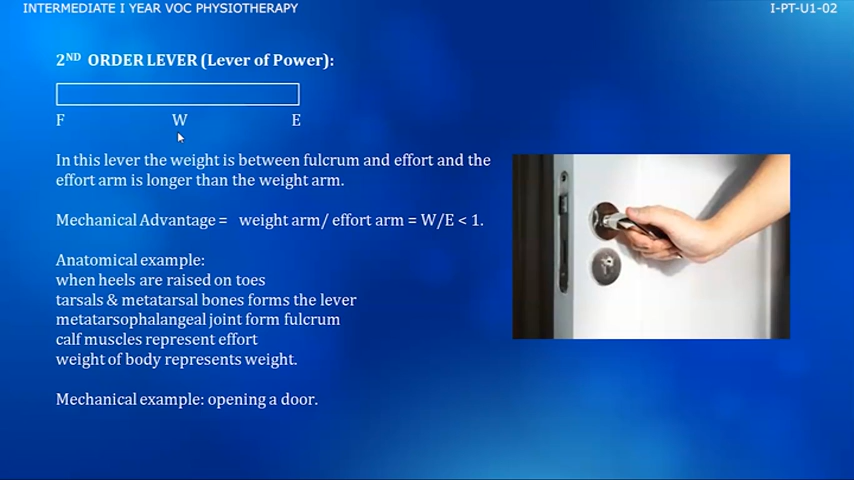 INTERMEDIATE I YEAR VOC PHYSIOTHERAPY
I-PT-U1-02
2ND ORDER LEVER (Lever of Power):
F W E
In this lever the weight is between fulcrum and effort and the
effort arm is longer than the weight arm.
Mechanical Advantage = weight arm/ effort arm = W/E < 1.
Anatomical example:
when heels are raised on toes
tarsals & metatarsal bones forms the lever
metatarsophalangeal joint form fulcrum
calf muscles represent effort
weight of body represents weight.
Mechanical example: opening a door.